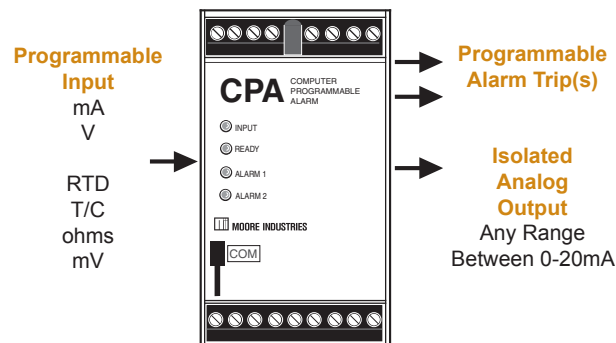 Programmable
Input
mA
V
RTD
T/C
ohms
mV
CPA
COMPUTER
PROGRAMMABLE
ALARM
INPUT
READY
ALARM 1
ALARM 2
MOORE INDUSTRIES
COM
Programmable
Alarm Trip(s)
Isolated
Analog
Output
Any Range
Between 0-20mA